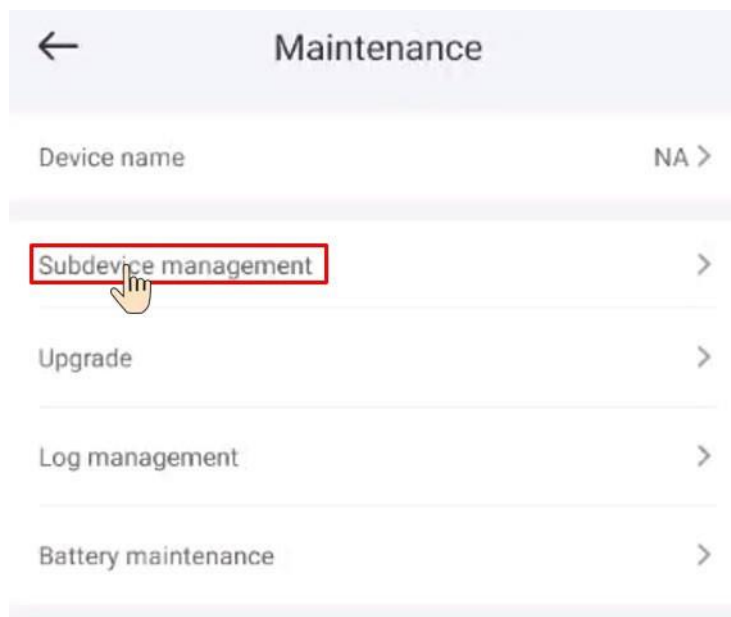 Maintenance
Device name NA
Subdevice management
Upgrade
Log management
Battery maintenance